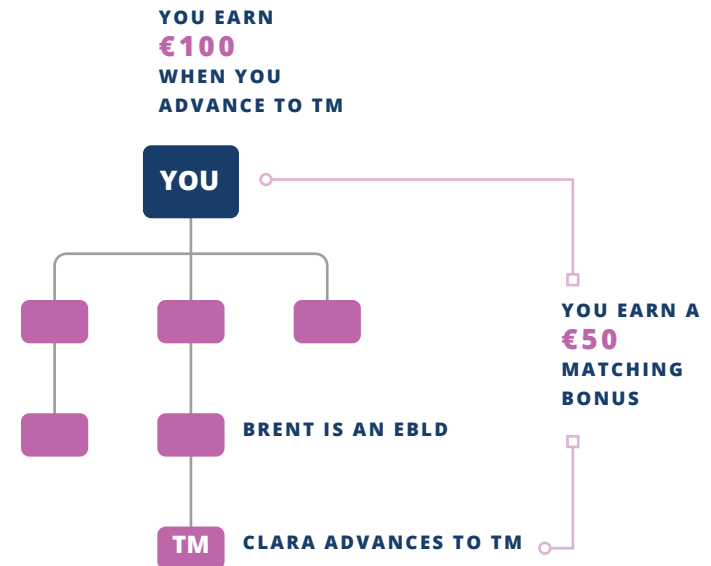 YOU EARN
€100
WHEN YOU
ADVANCE TO TM
YOU
YOU EARN A
€50
MATCHING
BONUS
BRENT IS AN EBLD
TM
CLARA ADVANCES TO TM